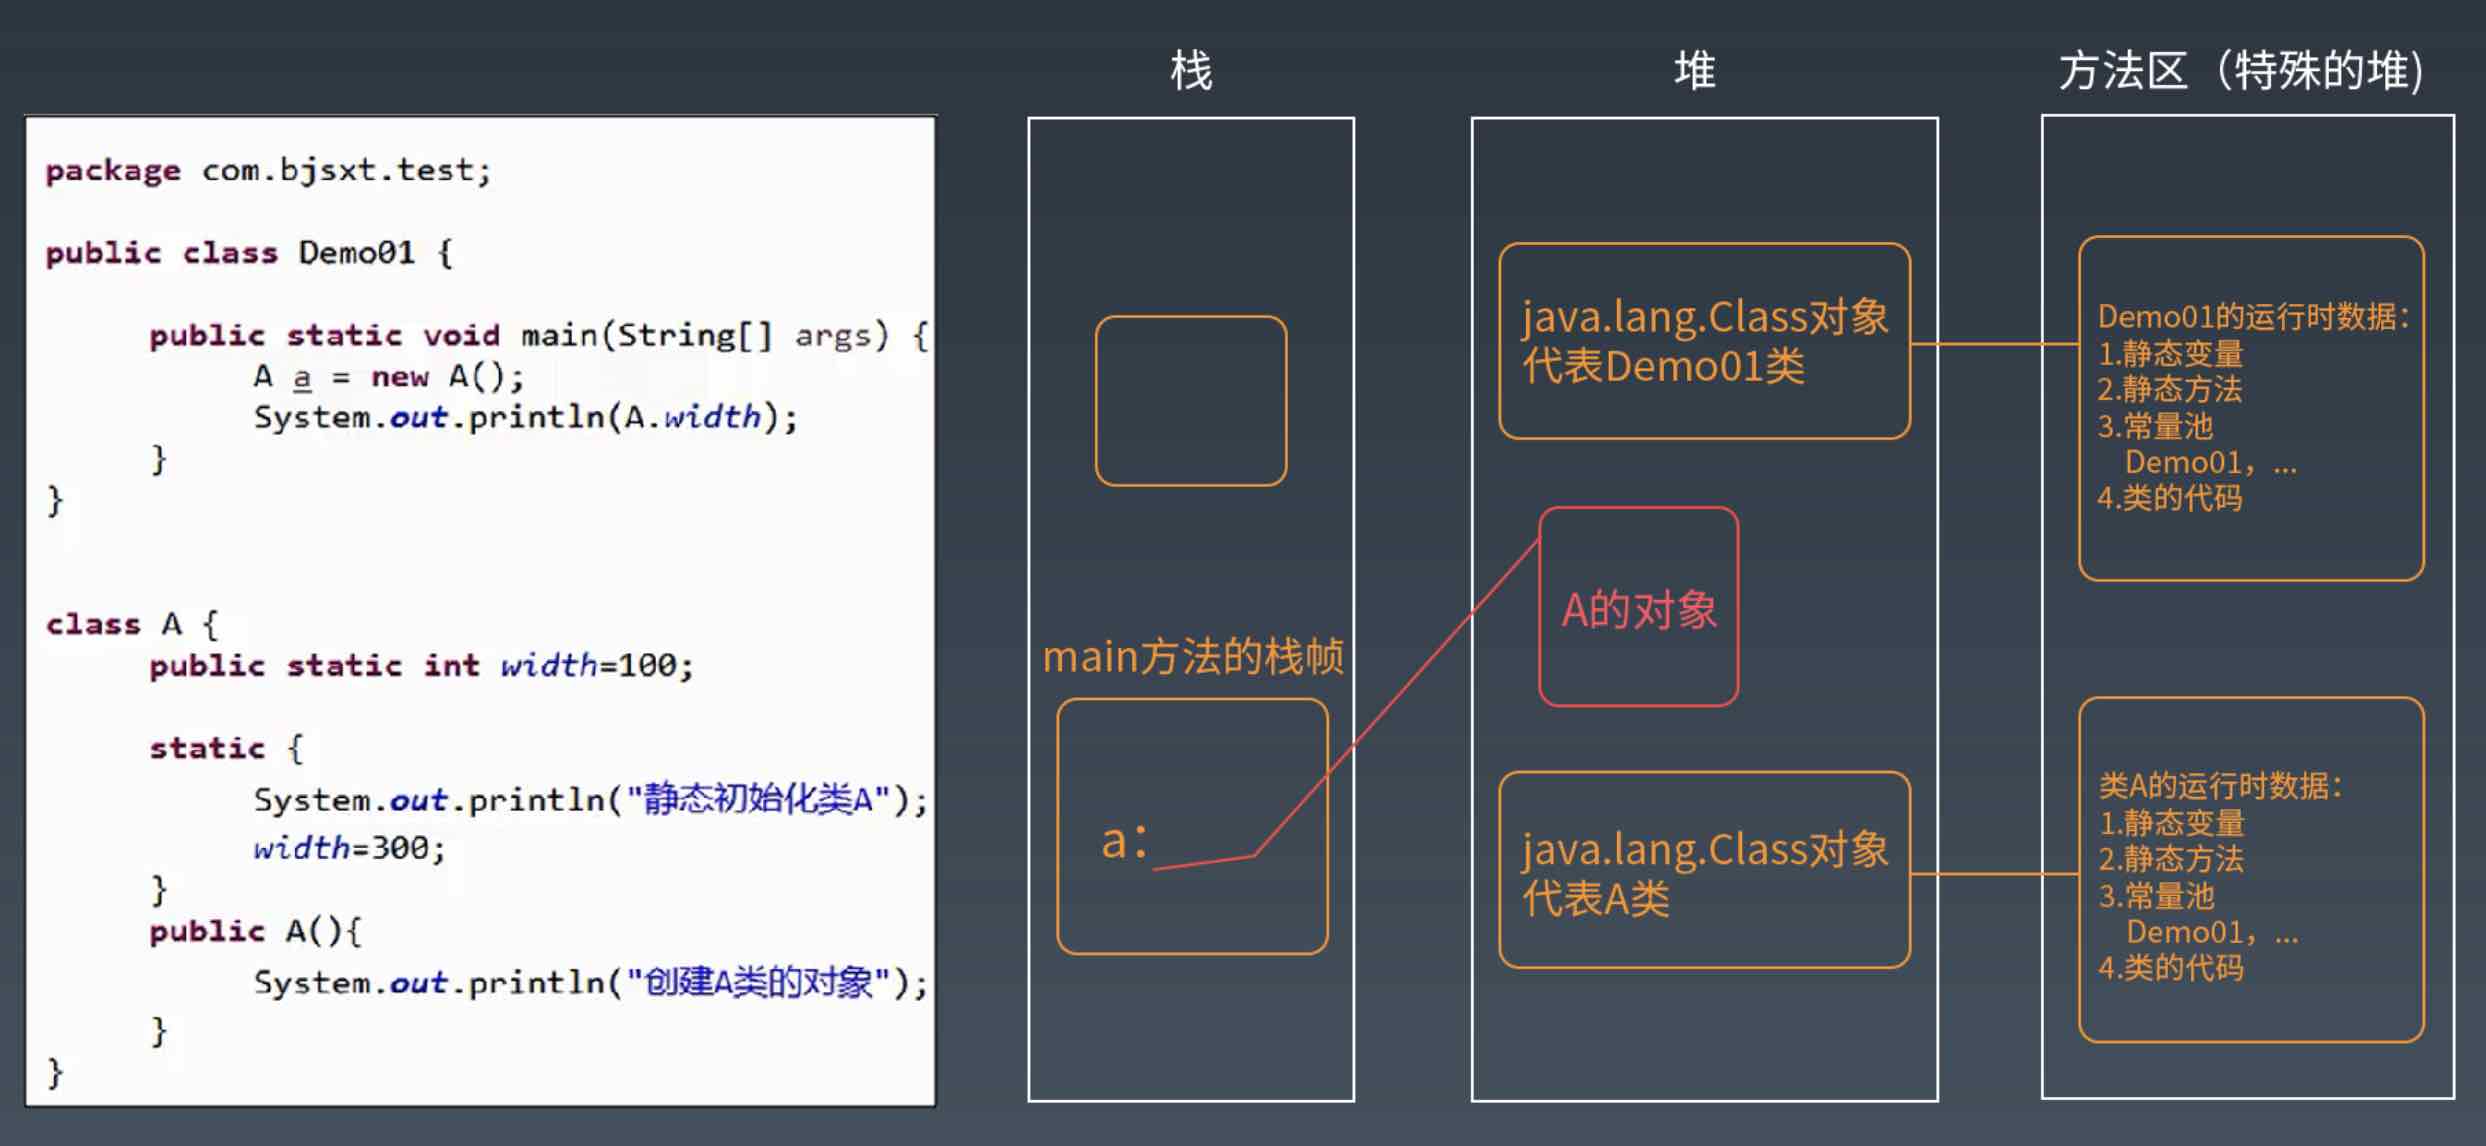 package com.bjsxt.test;
public class Demo01 {
public static void main(String[] args) {
A a = new A();
System.out.println(A.width);
}
}
class A {
public static int width=100;
static {
System.out.println("静态初始化类A");
width=300;
}
public A(){
System.out.println("创建A类的对象");
}
}
栈
main方法的栈帧
a：
堆
java.lang.Class对象
代表Demo01类
A的对象
java.lang.Class对象
代表A类
方法区（特殊的堆)
Demo01的运行时数据：
1.静态变量
2.静态方法
3.常量池
Demo01，...
4.类的代码
类A的运行时数据：
1.静态变量
2.静态方法
3.常量池
Demo01，...
4.类的代码